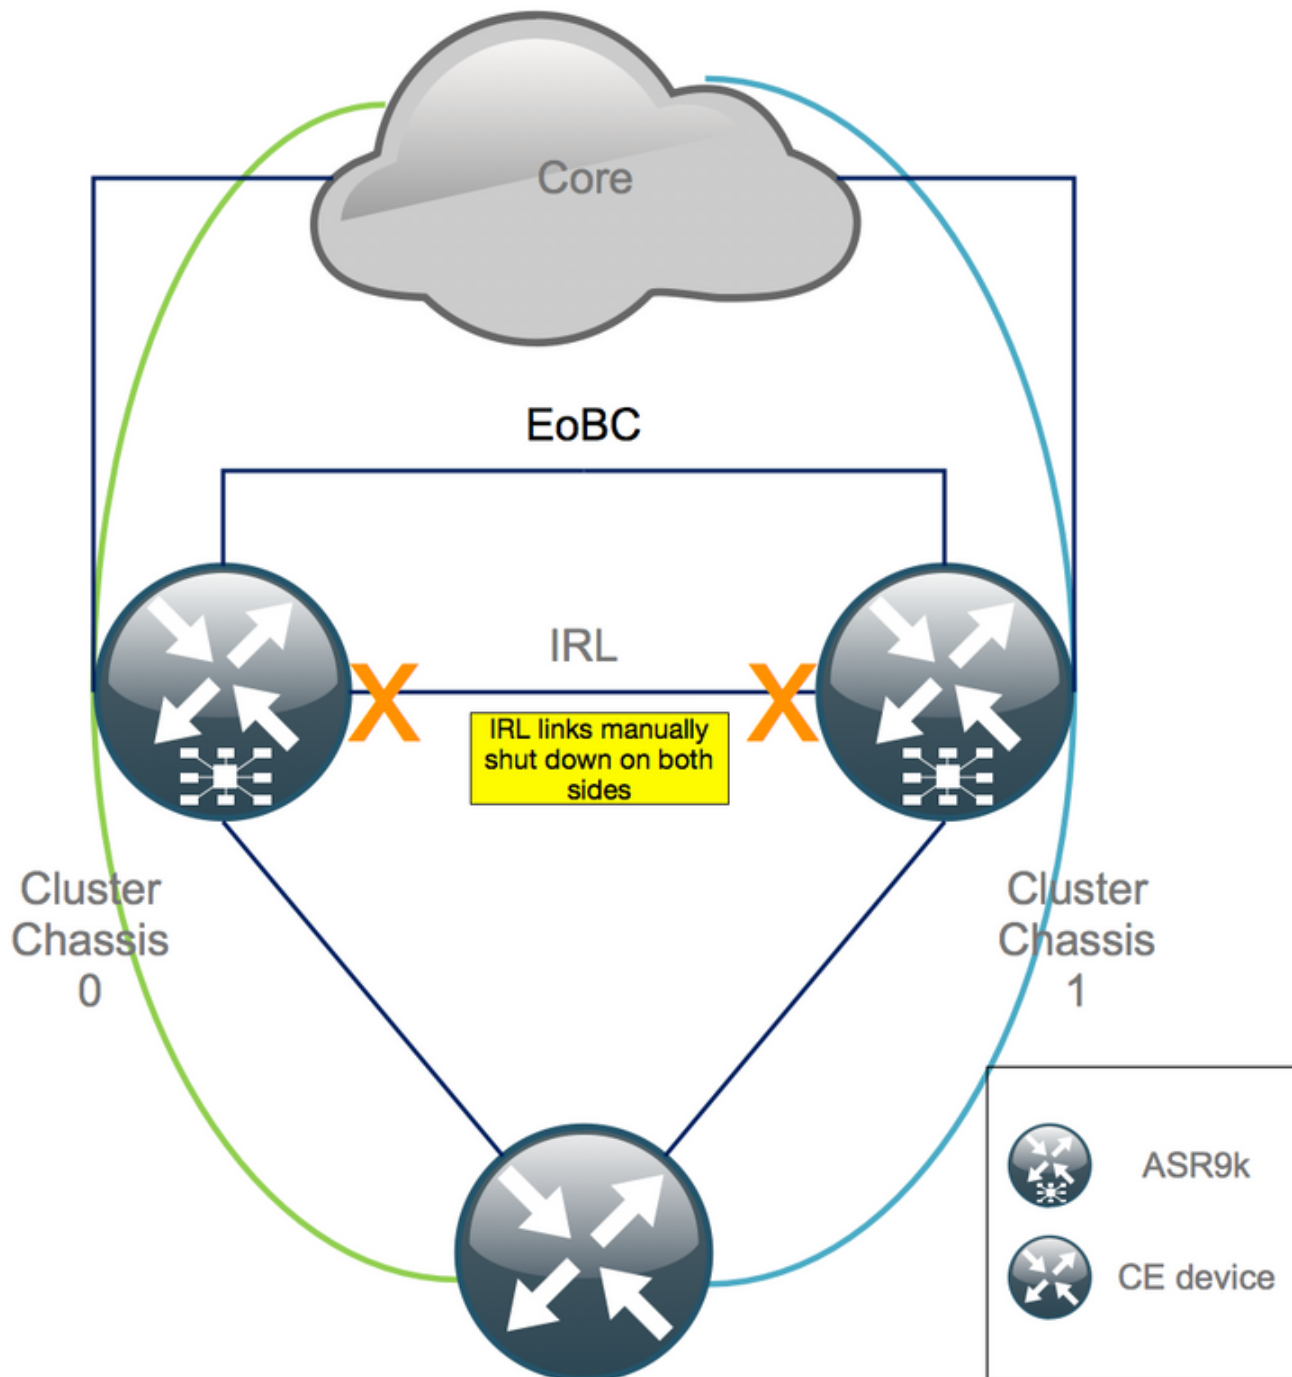 Core
EoBC
IRL
IRL links manually
shut down on both
sides
Cluster
Chassis
0
Cluster
Chassis
1
ASR9k
CE device